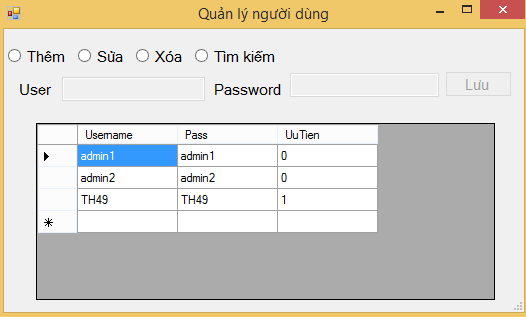 Quản lý người dùng
Thêm Sửa Xóa Tìm kiếm
User Password Lưu
Username Pass UuTien
admin1 admin1 0
admin2 admin2 0
TH49 TH49 1